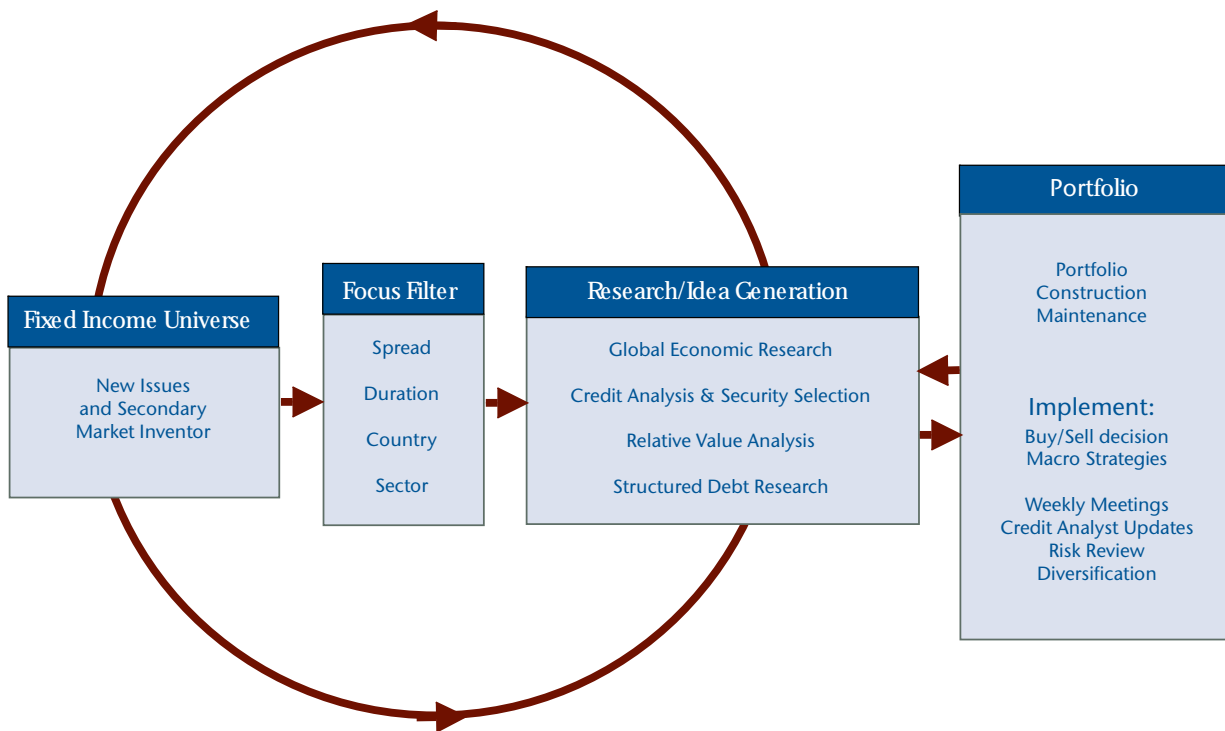 Fixed Income Universe
New Issues
and Secondary
Market Inventor
Focus Filter
Spread
Duration
Country
Sector
Research/Idea Generation
Global Economic Research
Credit Analysis & Security Selection
Relative Value Analysis
Structured Debt Research
Portfolio
Portfolio
Construction
Maintenance
Implement:
Buy/Sell decision
Macro Strategies
Weekly Meetings
Credit Analyst Updates
Risk Review
Diversification